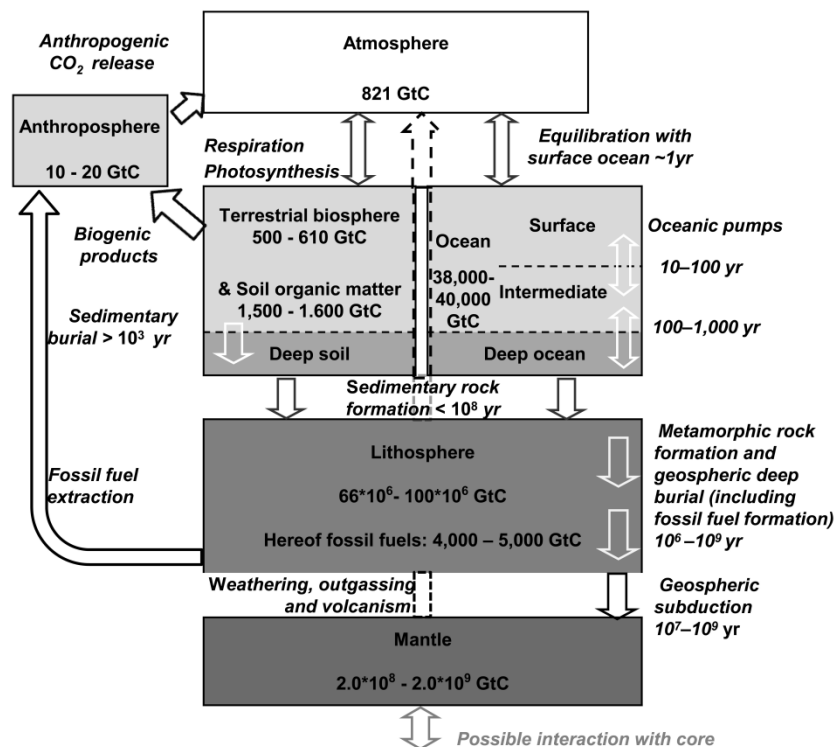 Anthropogenic
CO2 release
Atmosphere
821 GtC
Anthroposphere
10 - 20 GtC
Respiration
Photosynthesis
Equilibration with
surface ocean ~1yr
Biogenic
products
Terrestrial biosphere
500 - 610 GtC
& Soil organic matter
1,500 - 1.600 GtC
Deep soil
Ocean
38,000-
40,000
GtC
Surface
Intermediate
Deep ocean
Oceanic pumps
10–100 yr
100–1,000 yr
Sedimentary
burial > 10³ yr
Sedimentary rock
formation < 10⁸ yr
Fossil fuel
extraction
Lithosphere
66*10⁶- 100*10⁶ GtC
Hereof fossil fuels: 4,000 – 5,000 GtC
Metamorphic rock
formation and
geospheric deep
burial (including
fossil fuel formation)
10⁶–10⁹ yr
Weathering, outgassing
and volcanism
Geospheric
subduction
10⁷–10⁹ yr
Mantle
2.0*10⁸ - 2.0*10⁹ GtC
Possible interaction with core